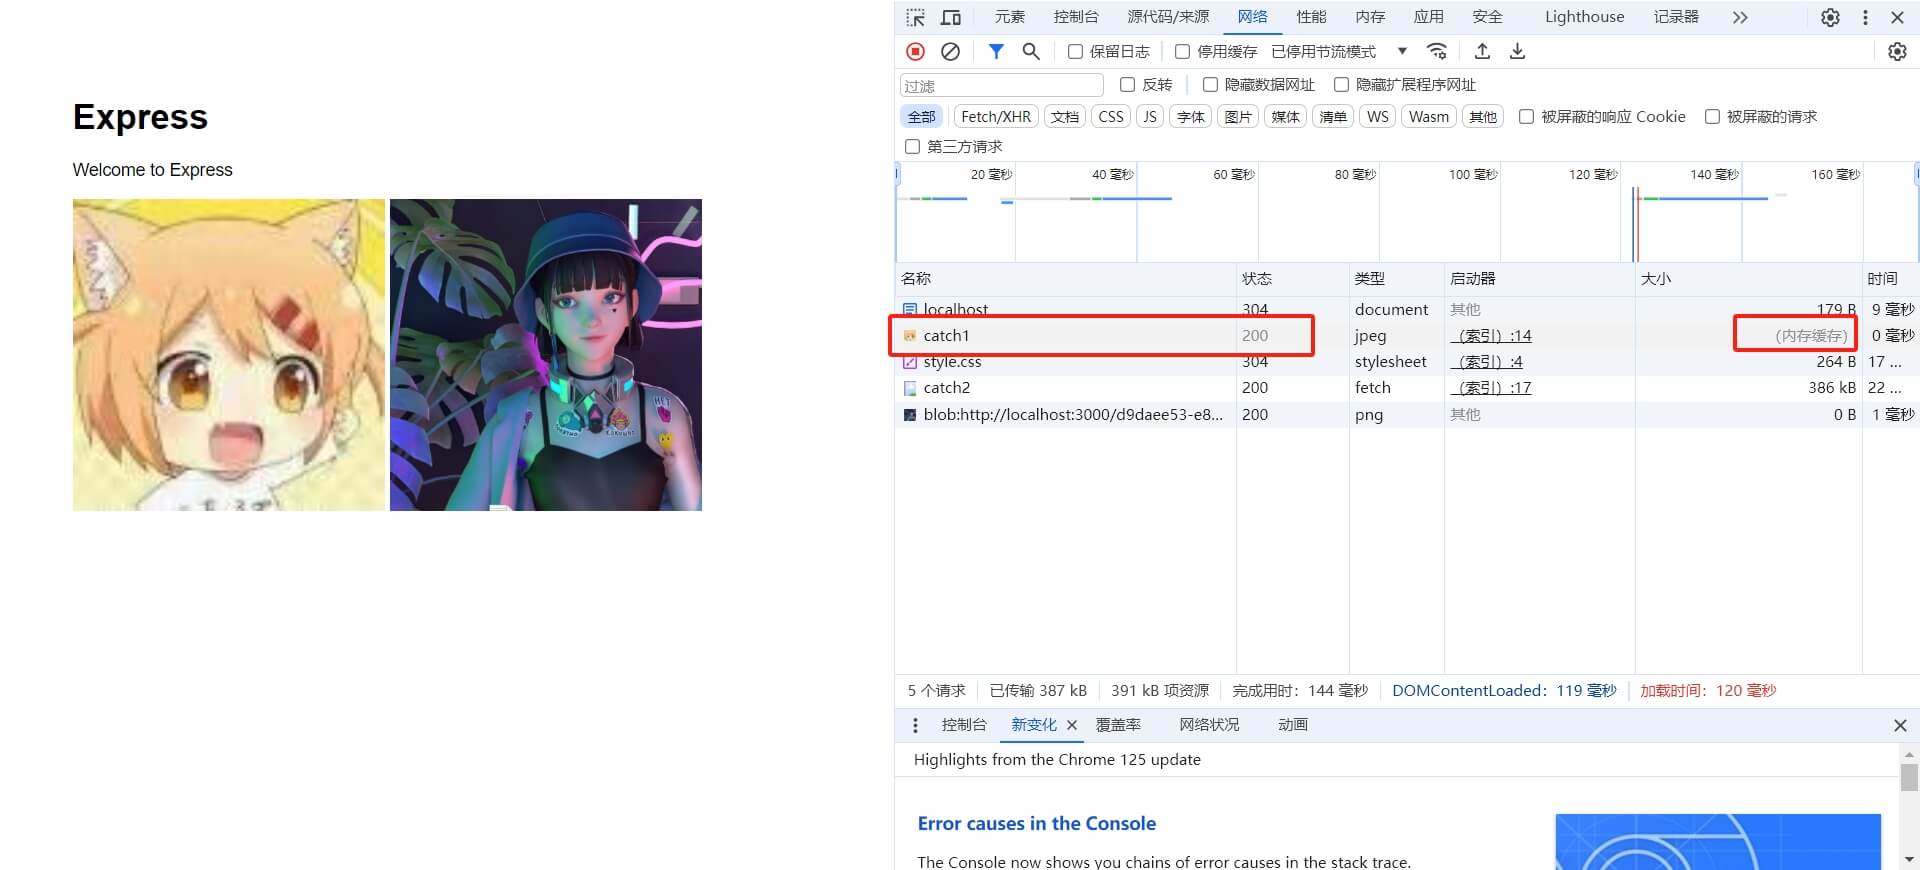 Express
Welcome to Express
元素 控制台 源代码/来源 网络 性能 内存 应用 安全 Lighthouse 记录器
保留日志 停用缓存 已停用节流模式
过滤 反转 隐藏数据网址 隐藏扩展程序网址
全部 Fetch/XHR 文档 CSS JS 字体 图片 媒体 清单 WS Wasm 其他 被屏蔽的响应 Cookie 被屏蔽的请求
第三方请求
20 毫秒 40 毫秒 60 毫秒 80 毫秒 100 毫秒 120 毫秒 140 毫秒 160 毫秒
名称 状态 类型 启动器 大小 时间
localhost 304 document 其他 179 B 9 毫秒
catch1 200 jpeg （索引）:14 (内存缓存) 0 毫秒
style.css 304 stylesheet （索引）:4 264 B 17 ...
catch2 200 fetch （索引）:17 386 kB 22 ...
blob:http://localhost:3000/d9daee53-e8... 200 png 其他 0 B 1 毫秒
5 个请求 已传输 387 kB 391 kB 项资源 完成用时：144 毫秒 DOMContentLoaded：119 毫秒 加载时间：120 毫秒
控制台 新变化 覆盖率 网络状况 动画
Highlights from the Chrome 125 update
Error causes in the Console
The Console now shows you chains of error causes in the stack trace.